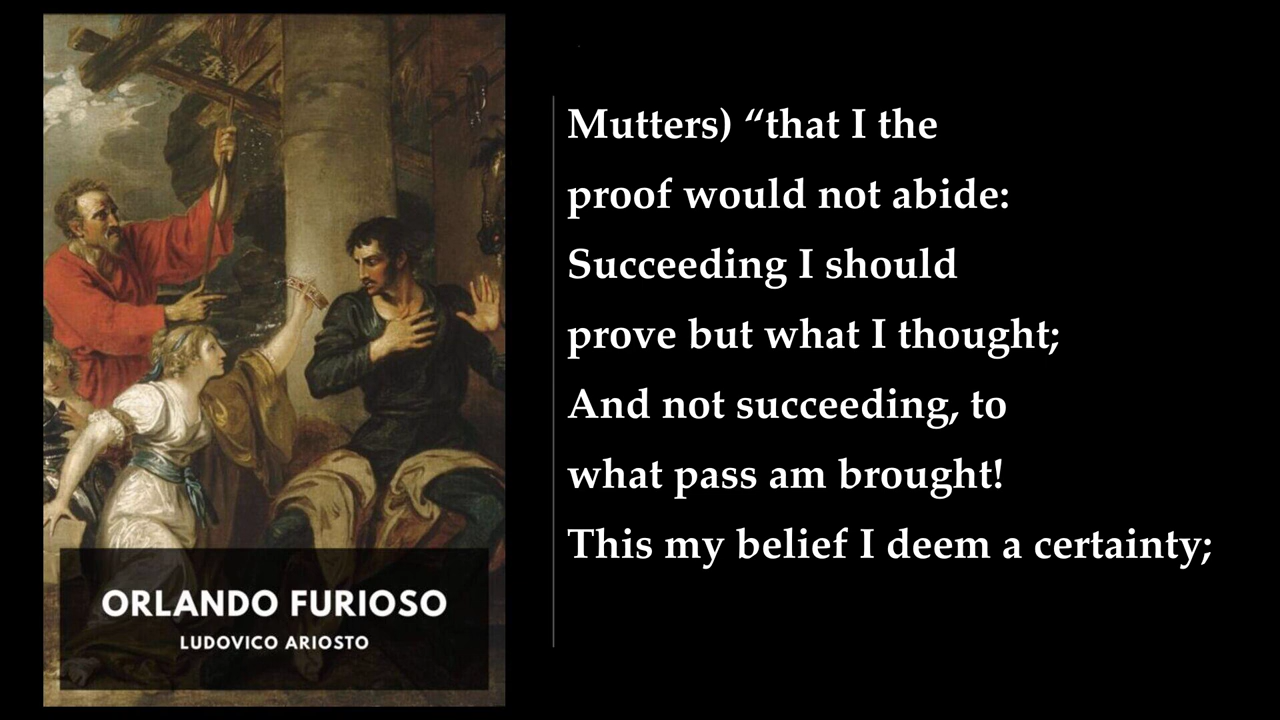 Mutters) “that I the
proof would not abide:
Succeeding I should
prove but what I thought;
And not succeeding, to
what pass am brought!
This my belief I deem a certainty;
ORLANDO FURIOSO
LUDOVICO ARIOSTO